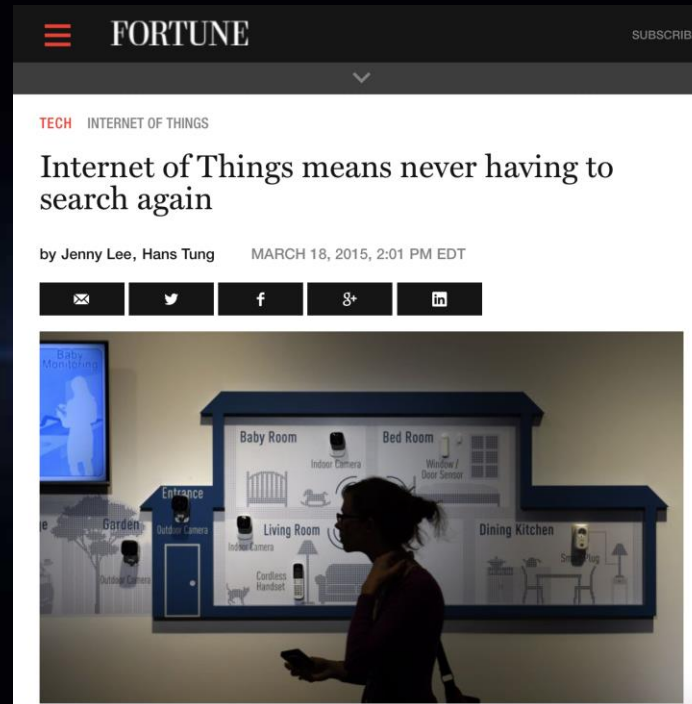 FORTUNE
SUBSCRIB
TECH INTERNET OF THINGS
Internet of Things means never having to
search again
by Jenny Lee, Hans Tung MARCH 18, 2015, 2:01 PM EDT
f 8+ in
Baby
Monitoring
Baby Room
Bed Room
Indoor Camera
Window /
Door Sensor
Entrance
Outdoor Camera
Garden
Outdoor Camera
Living Room
Indoor Camera
Cordless
Handset
Dining Kitchen
Plug